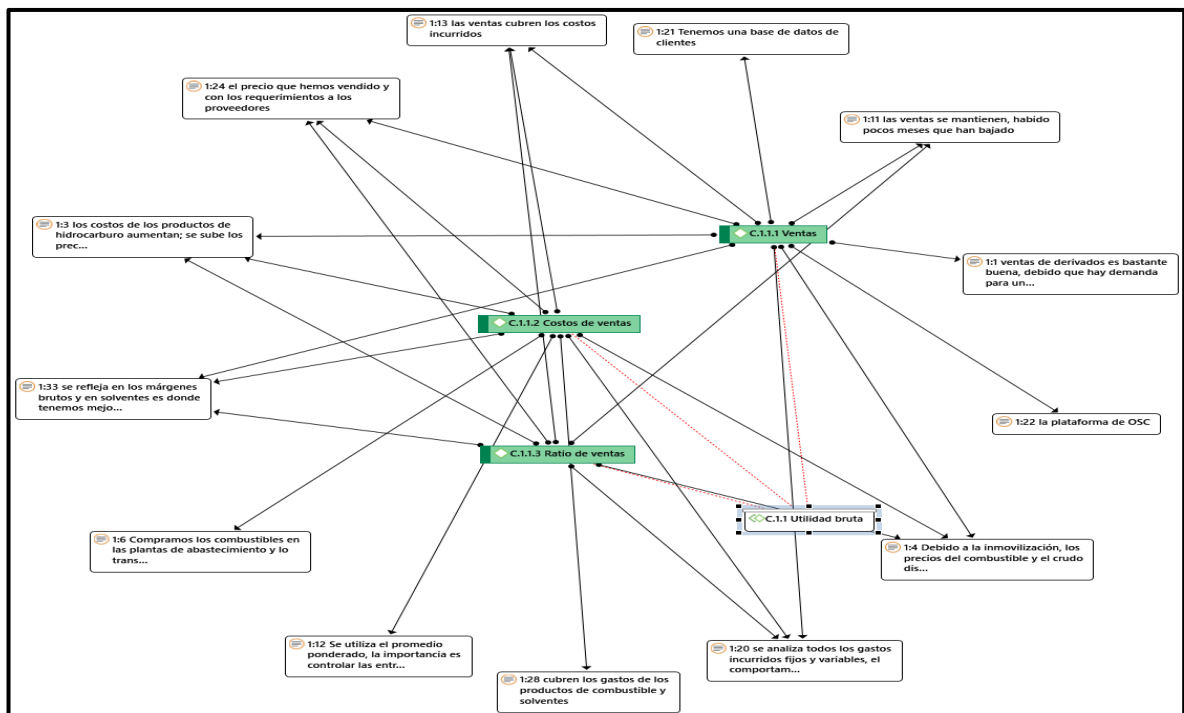 1:13 las ventas cubren los costos
incurridos
1:21 Tenemos una base de datos de
clientes
1:24 el precio que hemos vendido y
con los requerimientos a los
proveedores
1:11 las ventas se mantienen, habido
pocos meses que han bajado
1:3 los costos de los productos de
hidrocarburo aumentan; se sube los
prec...
C.1.1.1 Ventas
1:1 ventas de derivados es bastante
buena, debido que hay demanda
para un...
C.1.1.2 Costos de ventas
1:33 se refleja en los márgenes
brutos y en solventes es donde
tenemos mejo...
1:22 la plataforma de OSC
C.1.1.3 Ratio de ventas
C.1.1 Utilidad bruta
1:6 Compramos los combustibles en
las plantas de abastecimiento y lo
trans...
1:4 Debido a la inmovilización, los
precios del combustible y el crudo
dis...
1:12 Se utiliza el promedio
ponderado, la importancia es
controlar las entr...
1:28 cubren los gastos de los
productos de combustible y
solventes
1:20 se analiza todos los gastos
incurridos fijos y variables, el
comportam...